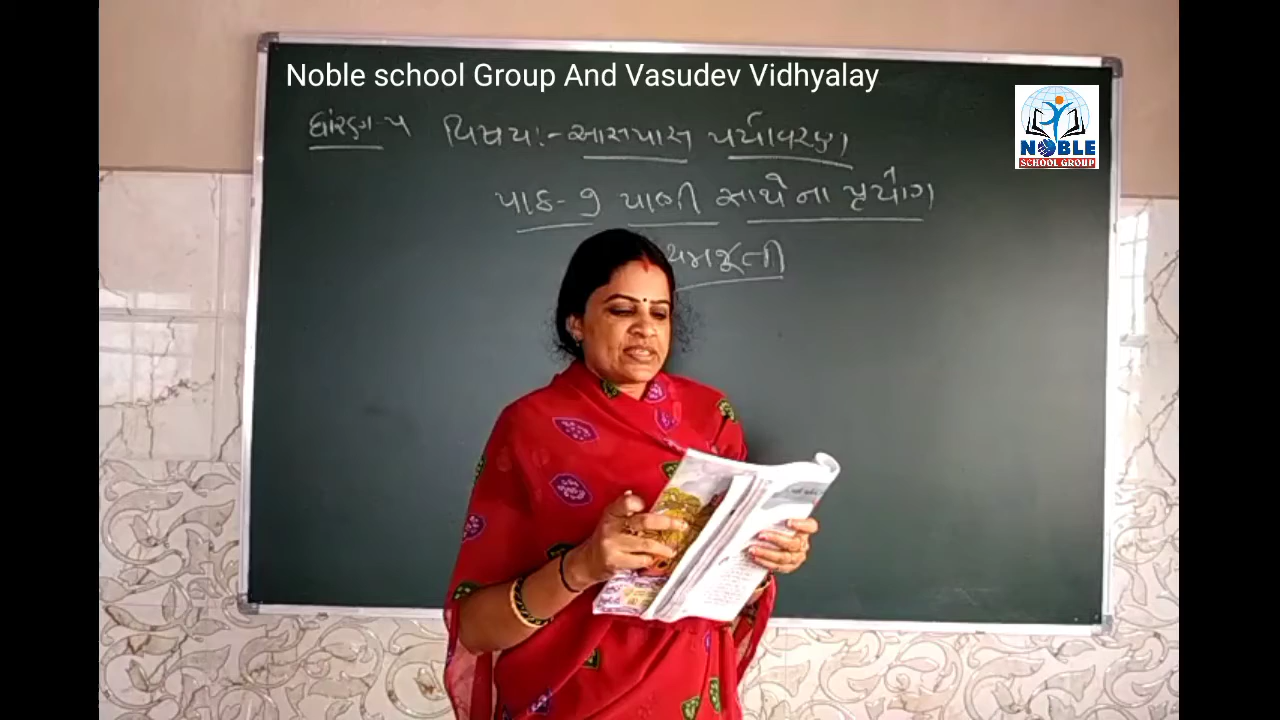 Noble school Group And Vasudev Vidhyalay
ધોરણ-૫ વિષય:- આસપાસ પર્યાવરણ
પાઠ-૭ પાણી સાથેના પ્રયોગ
સમજૂતી
NOBLE
SCHOOL GROUP